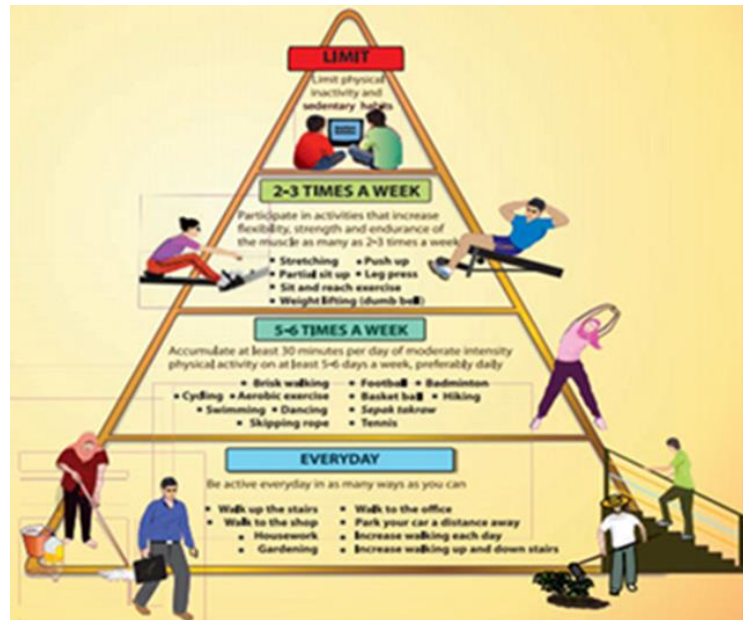 LIMIT
Limit physical
inactivity and
sedentary habits
2-3 TIMES A WEEK
Participate in activities that increase
flexibility, strength and endurance of
the muscle as many as 2-3 times a week
▪ Stretching ▪ Push up
▪ Partial sit up ▪ Leg press
▪ Sit and reach exercise
▪ Weight lifting (dumb bell)
5-6 TIMES A WEEK
Accumulate at least 30 minutes per day of moderate intensity
physical activity on at least 5-6 days a week, preferably daily
▪ Brisk walking ▪ Football ▪ Badminton
▪ Cycling ▪ Aerobic exercise ▪ Basket ball ▪ Hiking
▪ Swimming ▪ Dancing ▪ Sepak takraw
▪ Skipping rope ▪ Tennis
EVERYDAY
Be active everyday in as many ways as you can
▪ Walk up the stairs ▪ Walk to the office
▪ Walk to the shop ▪ Park your car a distance away
▪ Housework ▪ Increase walking each day
▪ Gardening ▪ Increase walking up and down stairs